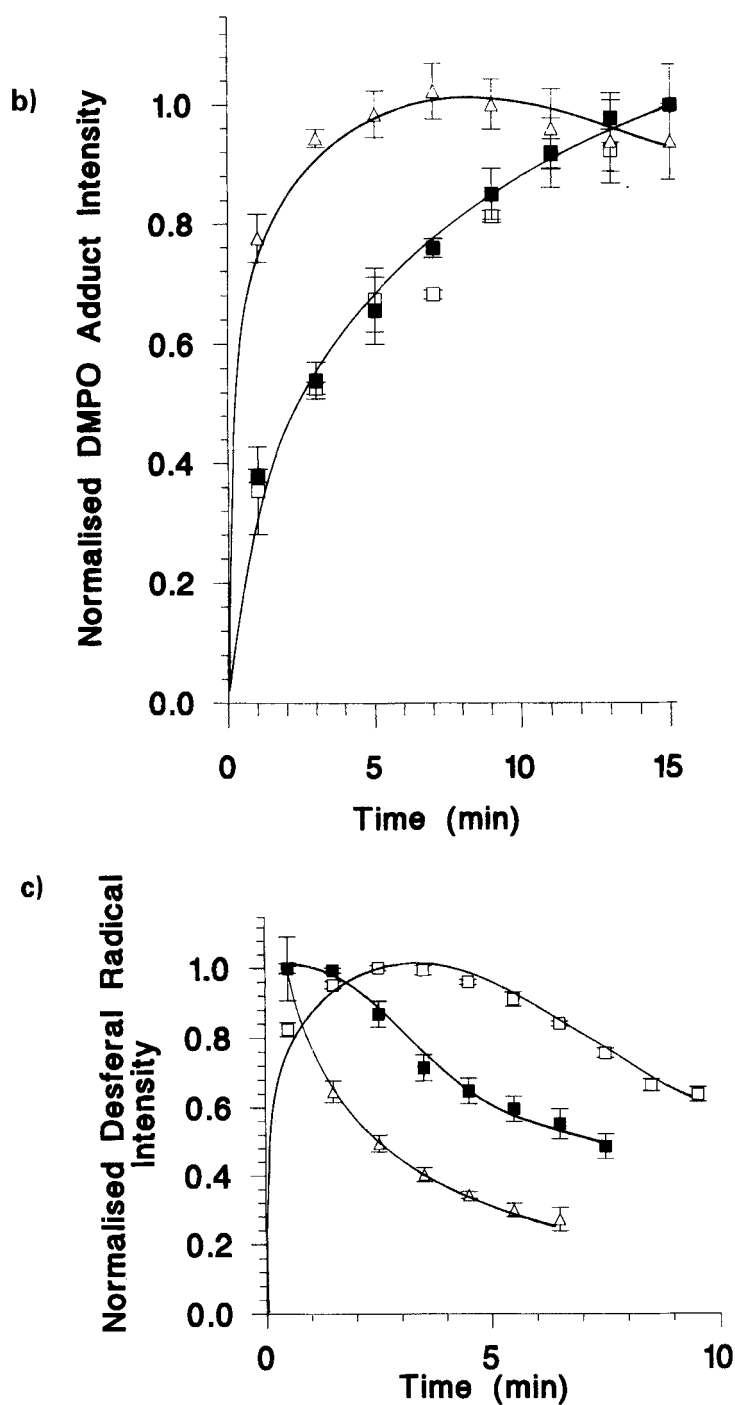 b)
Normalised DMPO Adduct Intensity
1.0
0.8
0.6
0.4
0.2
0.0
0 5 10 15
Time (min)
c)
Normalised Desferal Radical
Intensity
1.0
0.8
0.6
0.4
0.2
0.0
0 5 10
Time (min)